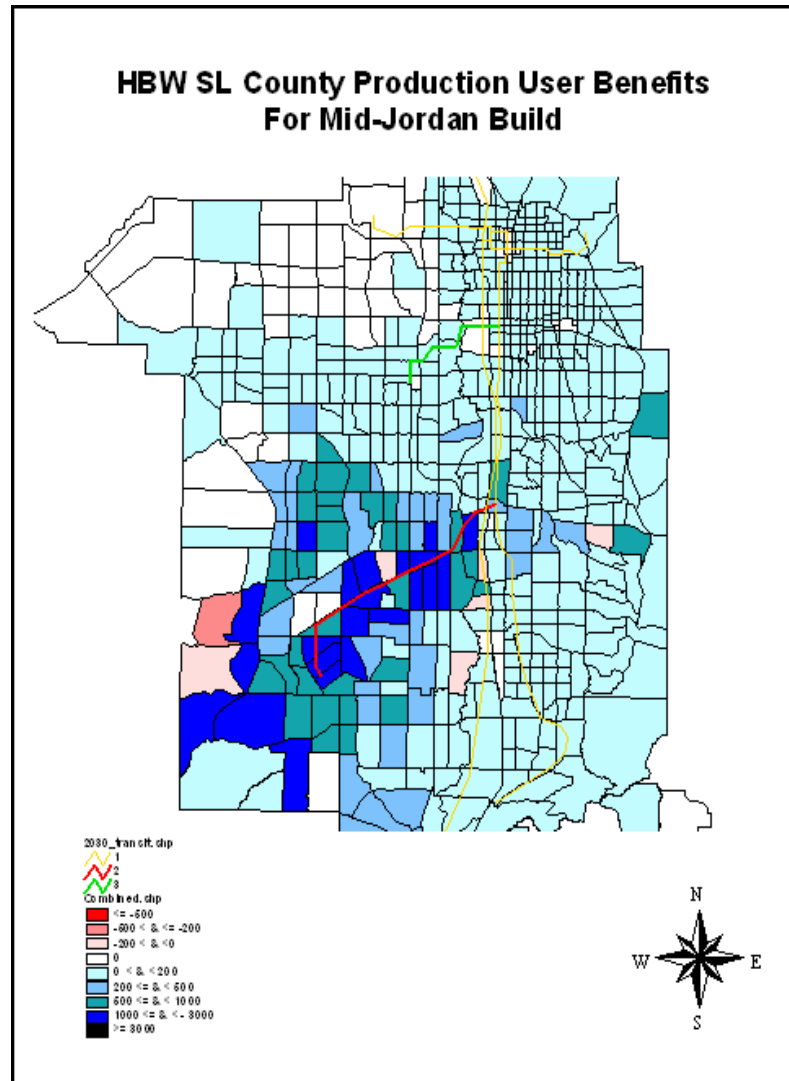 HBW SL County Production User Benefits
For Mid-Jordan Build
2030_transit.shp
1
2
3
Combined.shp
<= -500
-500 < & <= -200
-200 < & <0
0
0 < & <200
200 <= & <500
500 <= & < 1000
1000 <= & <- 3000
>= 3000
N
W
E
S